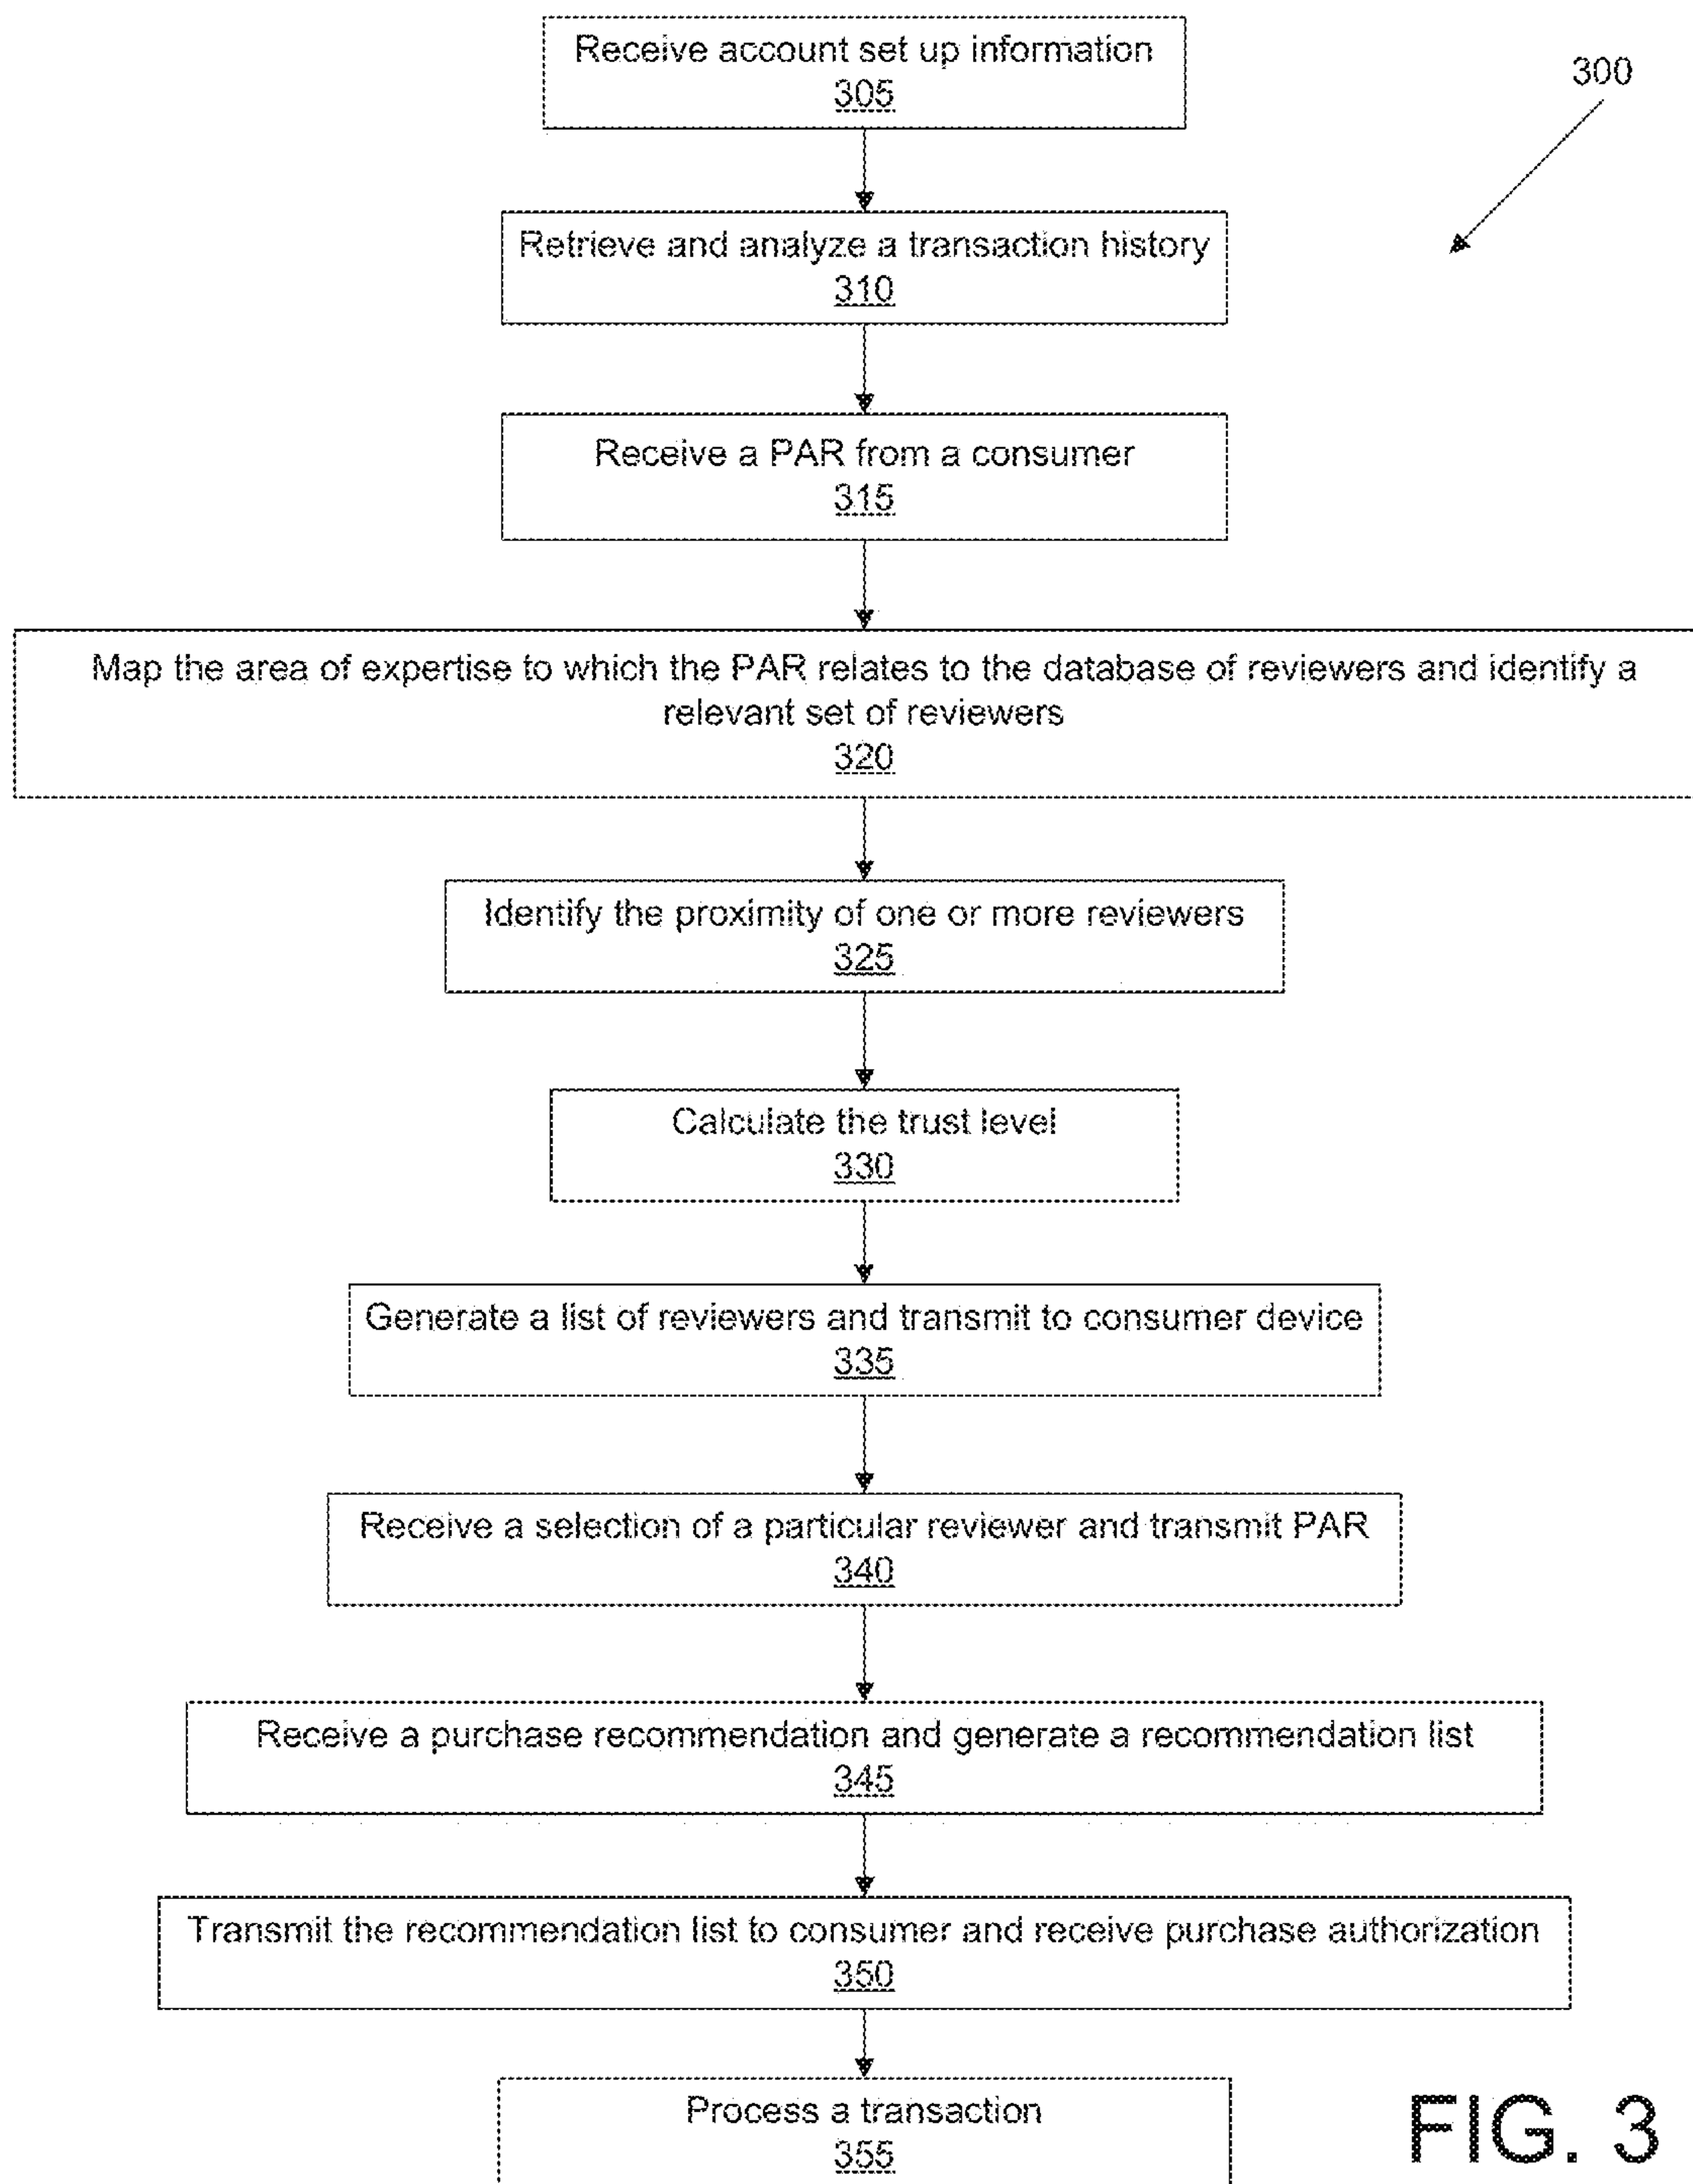 Receive account set up information
305
300
Retrieve and analyze a transaction history
310
Receive a PAR from a consumer
315
Map the area of expertise to which the PAR relates to the database of reviewers and identify a
relevant set of reviewers
320
Identify the proximity of one or more reviewers
325
Calculate the trust level
330
Generate a list of reviewers and transmit to consumer device
335
Receive a selection of a particular reviewer and transmit PAR
340
Receive a purchase recommendation and generate a recommendation list
345
Transmit the recommendation list to consumer and receive purchase authorization
350
Process a transaction
355
FIG. 3